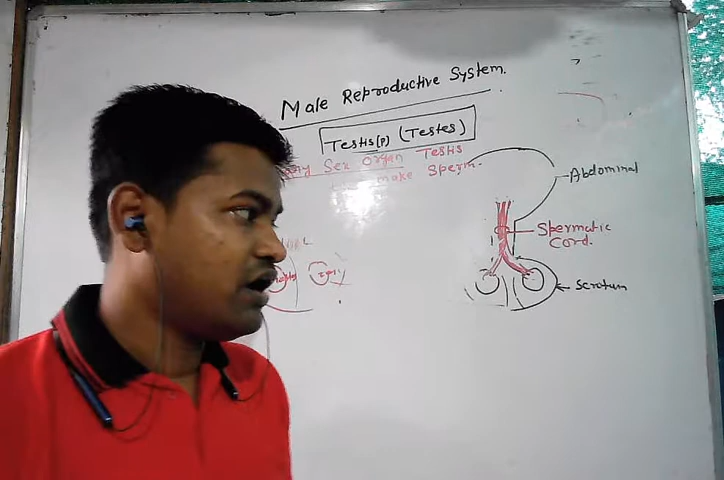 Male Reproductive System.
Testis(p) (Testes)
Sex Organ Testis
make Sperm.
Abdominal
Spermatic
Cord.
Scrotum